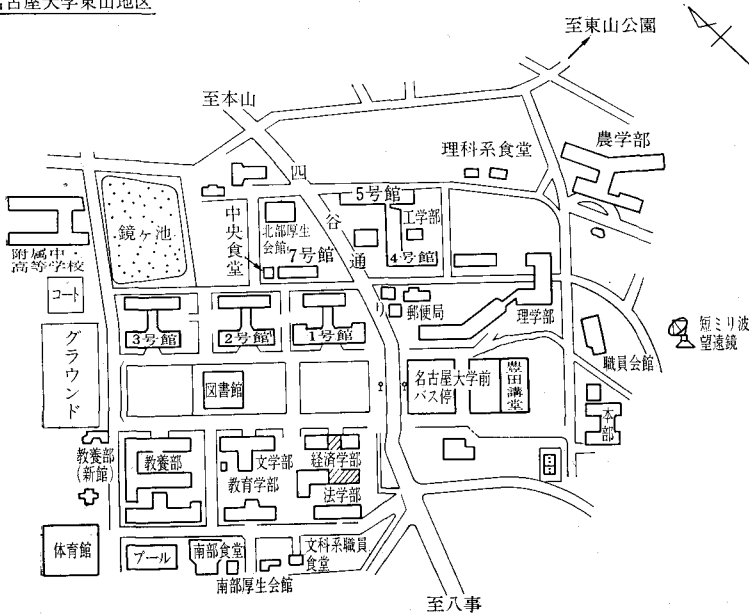 名古屋大学東山地区
至東山公園
至本山
理科系食堂
農学部
四谷通り
5号館
工学部
中央食堂
北部厚生
会館
7号館
4号館
鏡ヶ池
附属中・
高等学校
コート
グラウンド
3号館
2号館
1号館
郵便局
理学部
短ミリ波
望遠鏡
職員会館
図書館
名古屋大学前
バス停
豊田講堂
本部
教養部
(新館)
教養部
文学部
教育学部
経済学部
法学部
体育館
プール
南部食堂
文科系職員
食堂
南部厚生会館
至八事